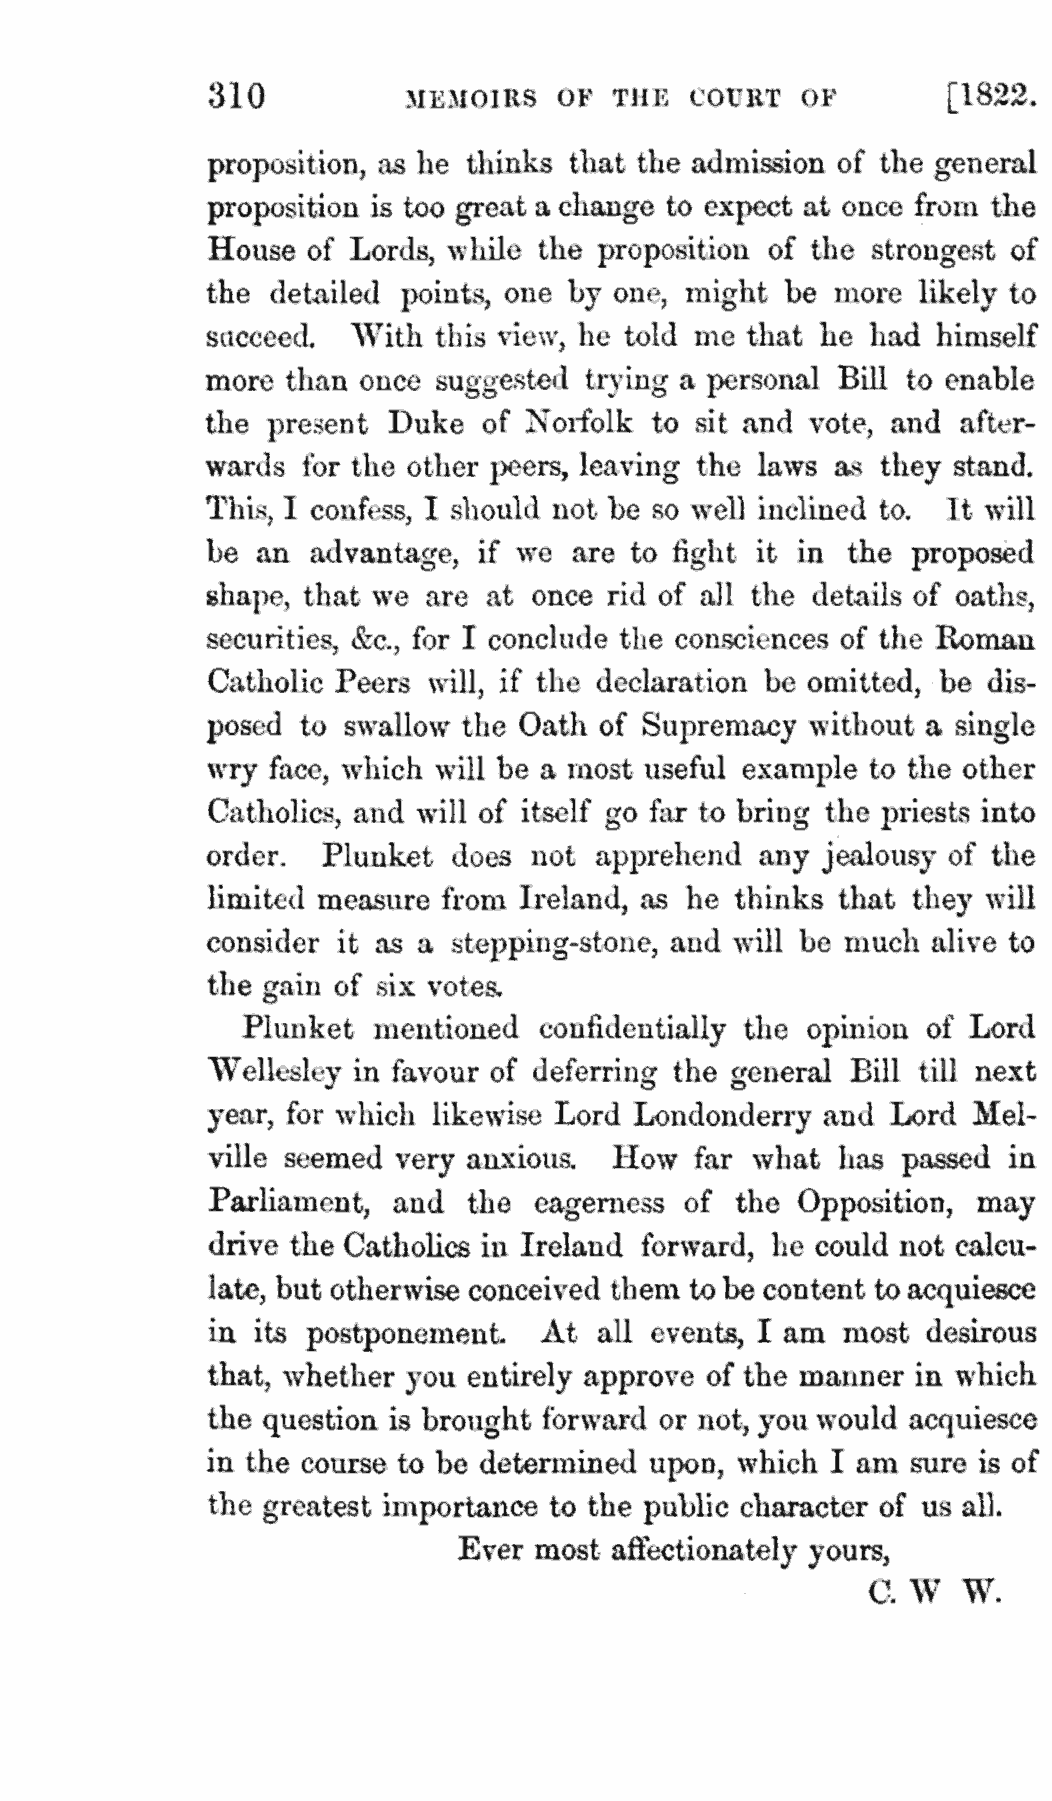 310 MEMOIRS OF THE COURT OF [1822.
proposition, as he thinks that the admission of the general
proposition is too great a change to expect at once from the
House of Lords, while the proposition of the strongest of
the detailed points, one by one, might be more likely to
succeed. With this view, he told me that he had himself
more than once suggested trying a personal Bill to enable
the present Duke of Norfolk to sit and vote, and after-
wards for the other peers, leaving the laws as they stand.
This, I confess, I should not be so well inclined to. It will
be an advantage, if we are to fight it in the proposed
shape, that we are at once rid of all the details of oaths,
securities, &c., for I conclude the consciences of the Roman
Catholic Peers will, if the declaration be omitted, be dis-
posed to swallow the Oath of Supremacy without a single
wry face, which will be a most useful example to the other
Catholics, and will of itself go far to bring the priests into
order. Plunket does not apprehend any jealousy of the
limited measure from Ireland, as he thinks that they will
consider it as a stepping-stone, and will be much alive to
the gain of six votes.
Plunket mentioned confidentially the opinion of Lord
Wellesley in favour of deferring the general Bill till next
year, for which likewise Lord Londonderry and Lord Mel-
ville seemed very anxious. How far what has passed in
Parliament, and the eagerness of the Opposition, may
drive the Catholics in Ireland forward, he could not calcu-
late, but otherwise conceived them to be content to acquiesce
in its postponement. At all events, I am most desirous
that, whether you entirely approve of the manner in which
the question is brought forward or not, you would acquiesce
in the course to be determined upon, which I am sure is of
the greatest importance to the public character of us all.
Ever most affectionately yours,
C. W W.